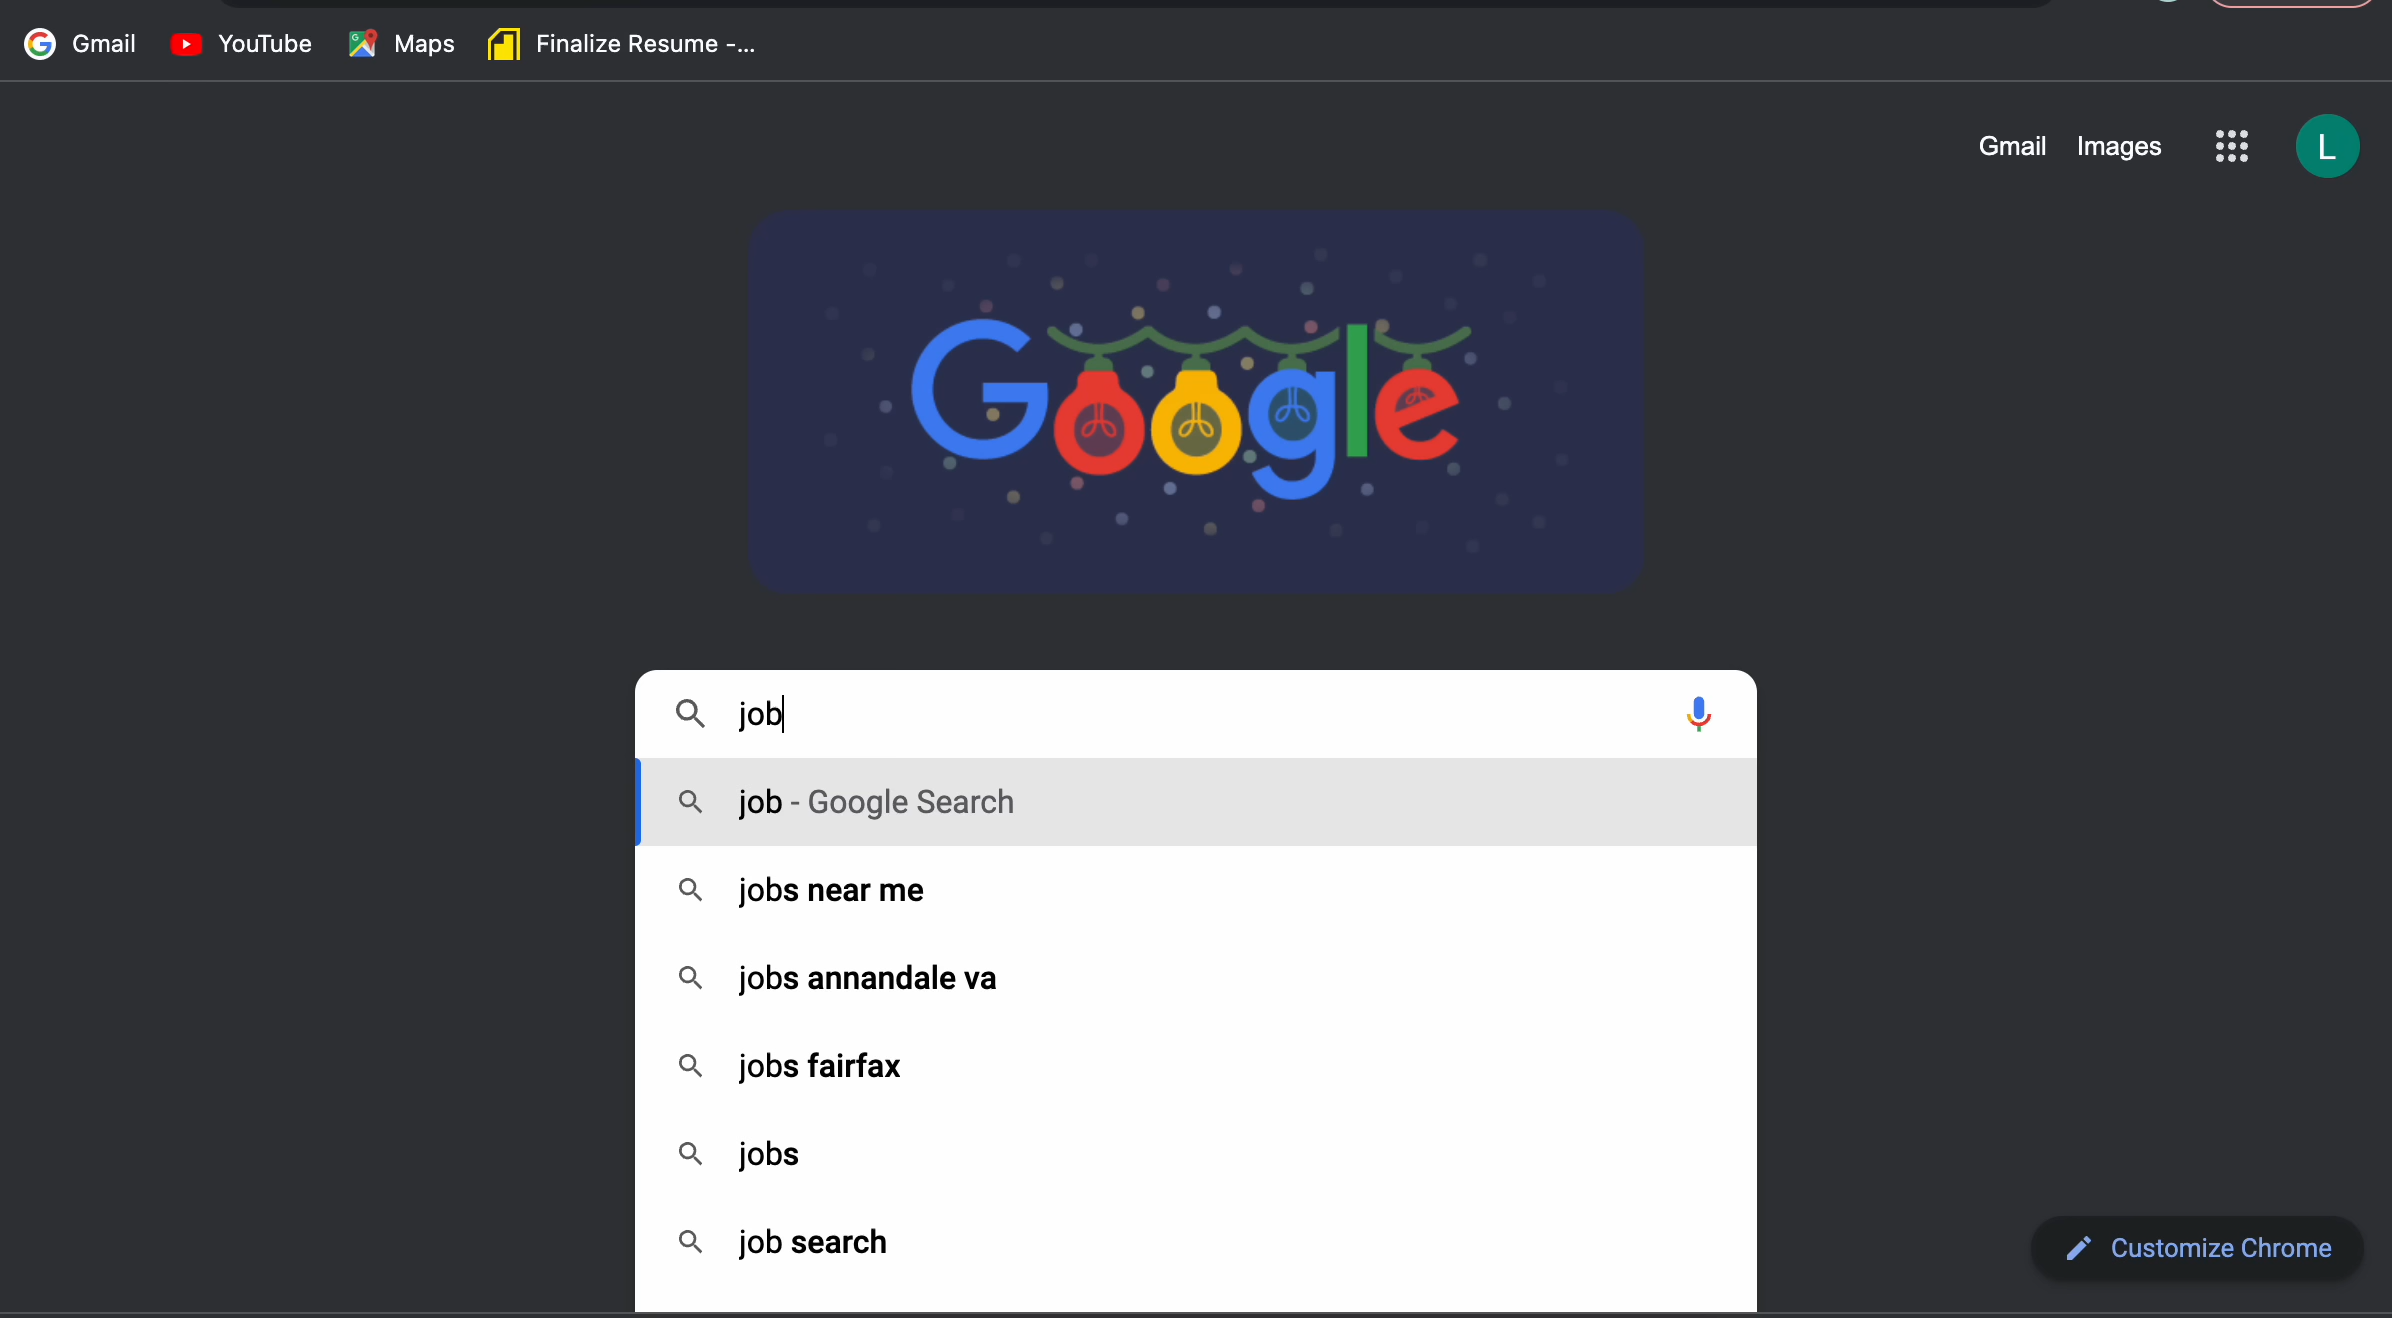 Gmail YouTube Maps Finalize Resume -...
Gmail Images L
Google
job
job - Google Search
jobs near me
jobs annandale va
jobs fairfax
jobs
job search
Customize Chrome